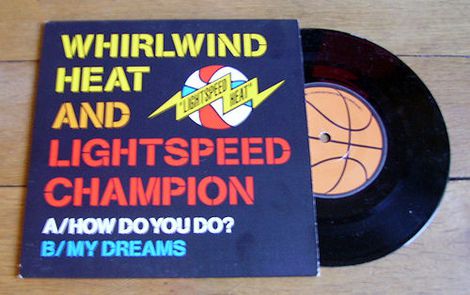 WHIRLWIND
HEAT
"LIGHTSPEED
HEAT"
AND
LIGHTSPEED
CHAMPION
A/HOW DO YOU DO?
B/MY DREAMS